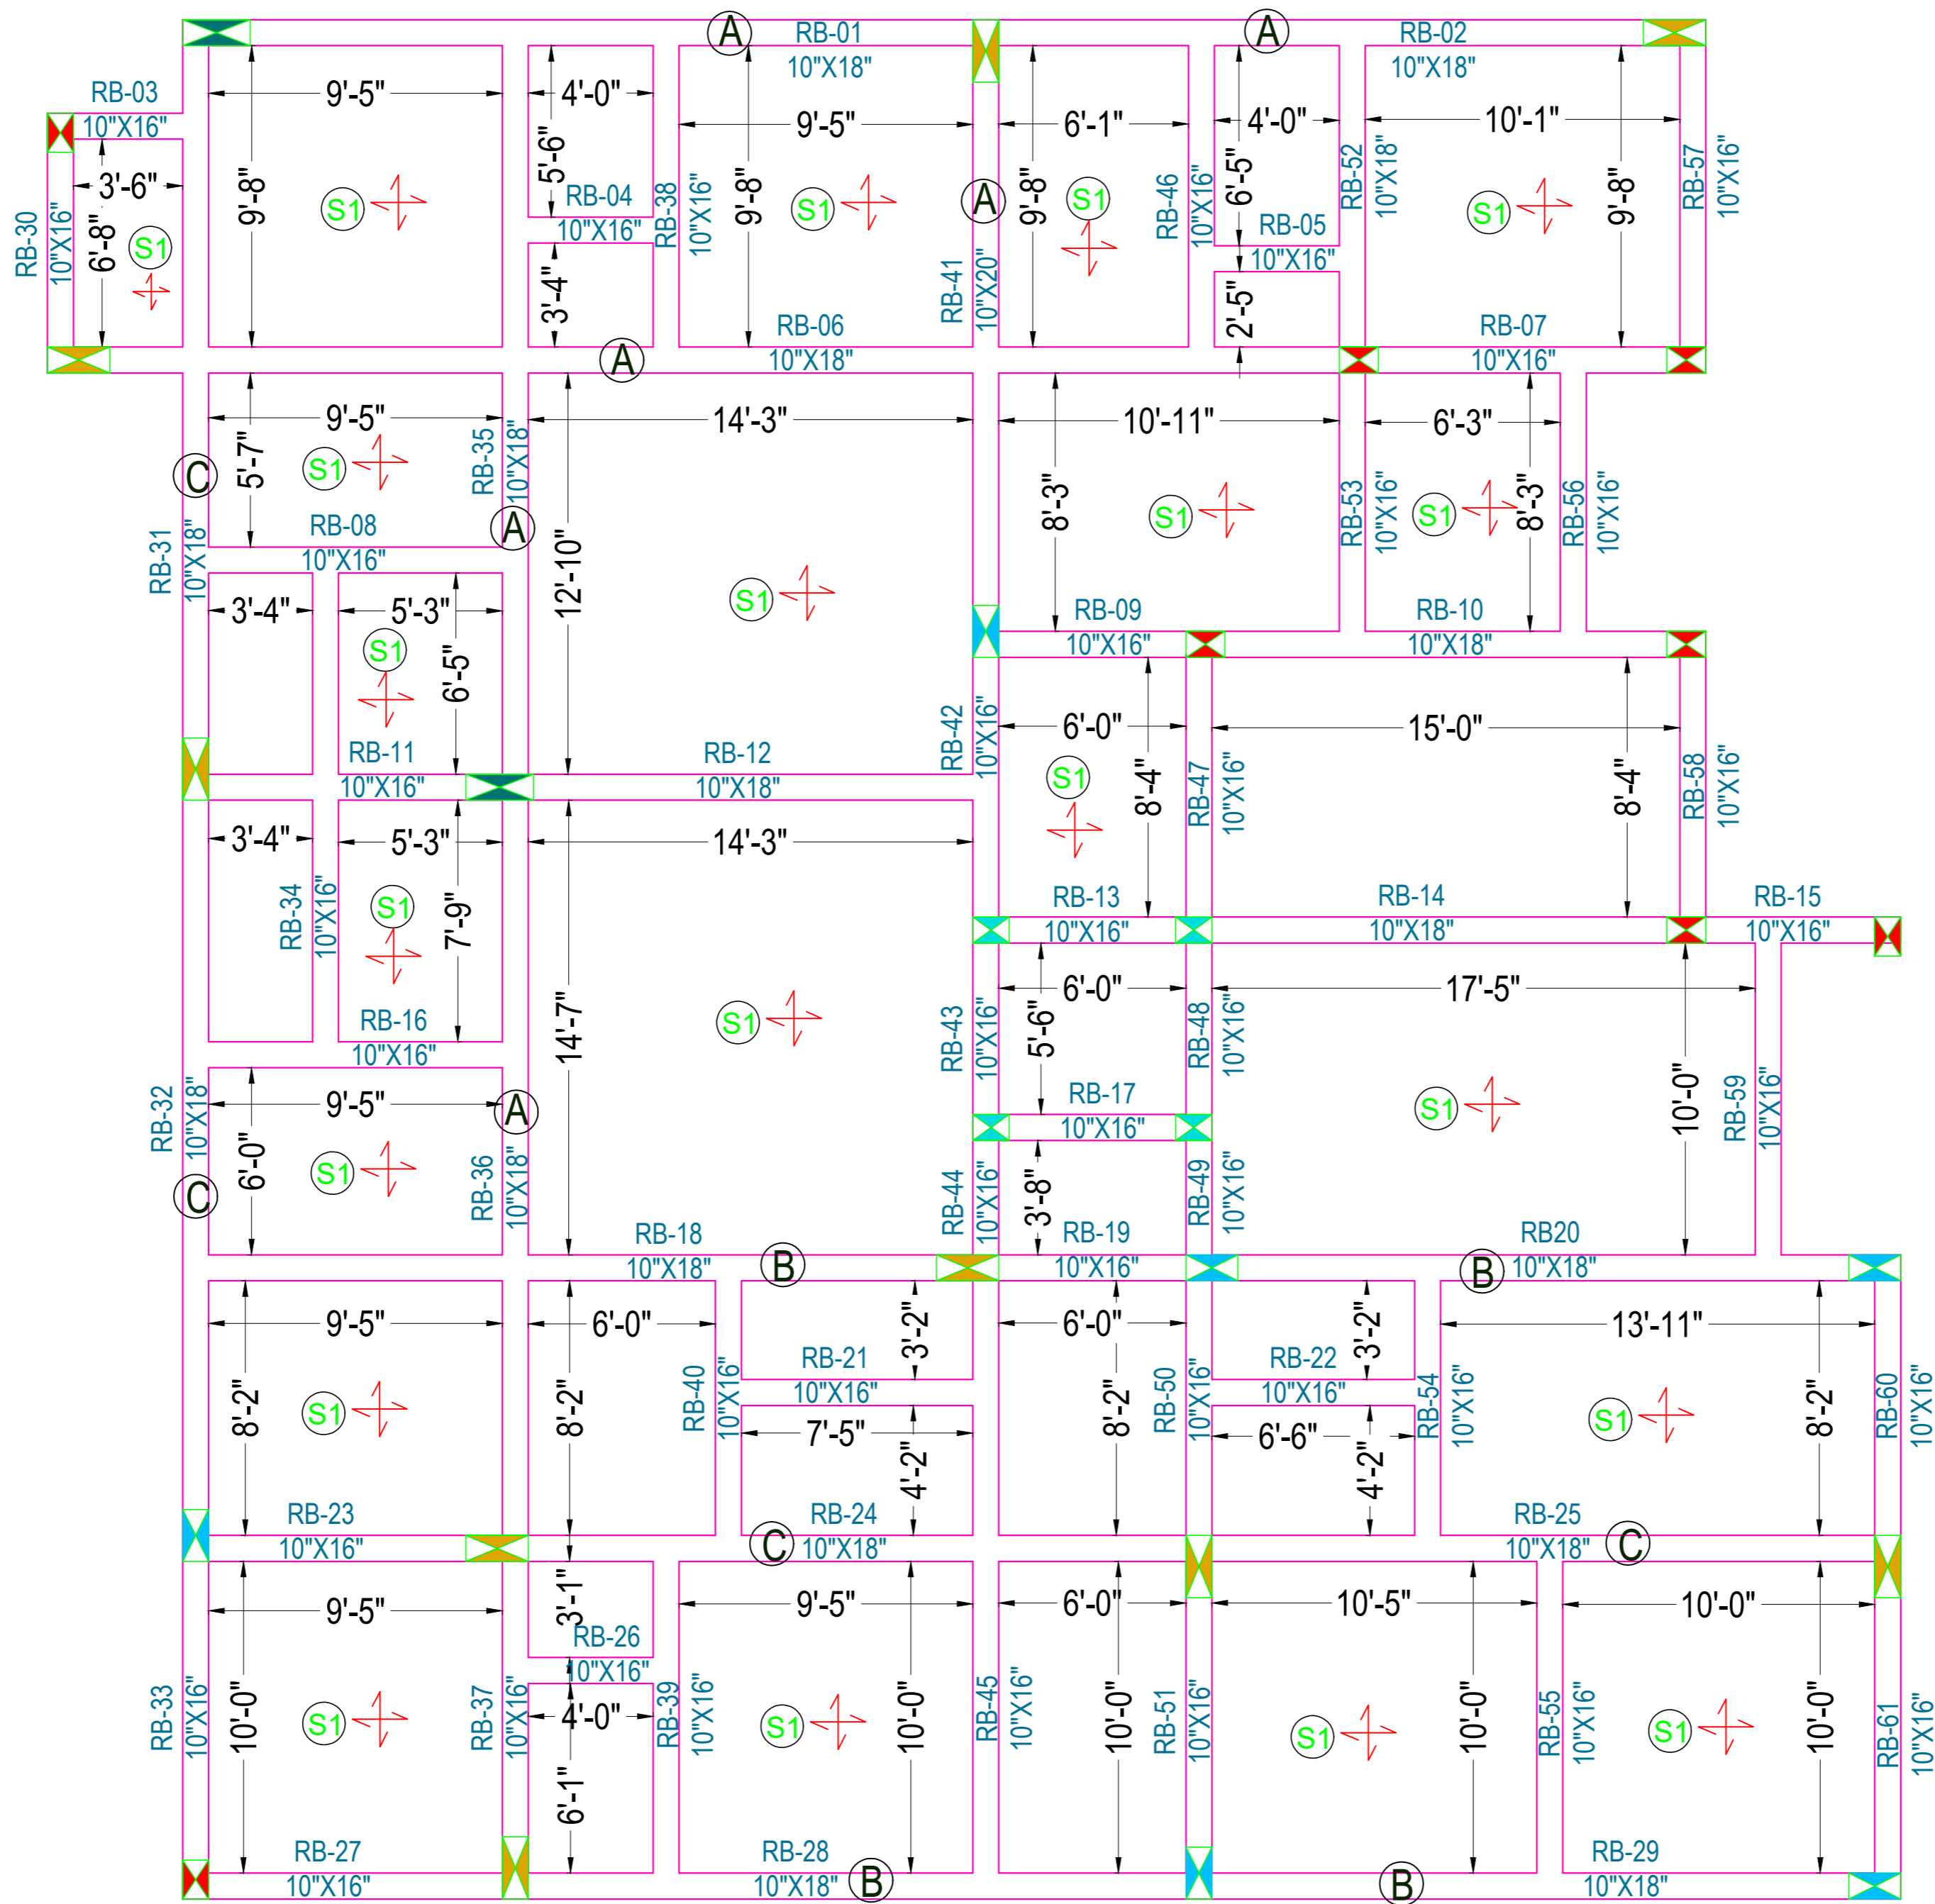 A
RB-01
A
RB-02
10"X18"
10"X18"
RB-03
10"X16"
9'-5"
4'-0"
9'-5"
6'-1"
4'-0"
10'-1"
5'-6"
RB-52
10"X18"
RB-57
10"X16"
3'-6"
9'-8"
S1
RB-04
10"X16"
RB-38
10"X16"
9'-8"
S1
A
9'-8"
S1
RB-46
10"X16"
6'-5"
S1
9'-8"
RB-30
10"X16"
6'-8"
S1
RB-05
10"X16"
3'-4"
RB-41
10"X20"
2'-5"
RB-06
10"X18"
A
RB-07
10"X16"
9'-5"
14'-3"
10'-11"
6'-3"
C
5'-7"
S1
RB-35
10"X18"
A
8'-3"
S1
RB-53
10"X16"
S1
8'-3"
RB-56
10"X16"
RB-31
10"X18"
RB-08
10"X16"
12'-10"
S1
3'-4"
5'-3"
S1
6'-5"
RB-09
10"X16"
RB-10
10"X18"
RB-42
10"X16"
6'-0"
15'-0"
RB-11
10"X16"
RB-12
10"X18"
S1
8'-4"
RB-47
10"X16"
8'-4"
RB-58
10"X16"
3'-4"
5'-3"
14'-3"
RB-34
10"X16"
S1
7'-9"
RB-13
10"X16"
RB-14
10"X18"
RB-15
10"X16"
6'-0"
17'-5"
14'-7"
S1
RB-43
10"X16"
5'-6"
RB-48
10"X16"
RB-16
10"X16"
RB-32
10"X18"
9'-5"
A
RB-17
10"X16"
S1
10'-0"
RB-59
10"X16"
C
6'-0"
S1
RB-36
10"X18"
RB-44
10"X16"
3'-8"
RB-49
10"X16"
RB-18
10"X18"
B
RB-19
10"X16"
B
RB20
10"X18"
9'-5"
6'-0"
3'-2"
6'-0"
3'-2"
13'-11"
8'-2"
S1
8'-2"
RB-40
10"X16"
RB-21
10"X16"
8'-2"
RB-50
10"X16"
RB-22
10"X16"
RB-54
10"X16"
S1
8'-2"
RB-60
10"X16"
7'-5"
4'-2"
6'-6"
4'-2"
RB-23
10"X16"
C
RB-24
10"X18"
RB-25
10"X18"
C
9'-5"
3'-1"
9'-5"
6'-0"
10'-5"
10'-0"
RB-26
10"X16"
RB-33
10"X16"
10'-0"
S1
RB-37
10"X16"
4'-0"
6'-1"
RB-39
10"X16"
S1
10'-0"
RB-45
10"X16"
10'-0"
RB-51
10"X16"
S1
10'-0"
RB-55
10"X16"
S1
10'-0"
RB-61
10"X16"
RB-27
10"X16"
RB-28
10"X18"
B
B
RB-29
10"X18"